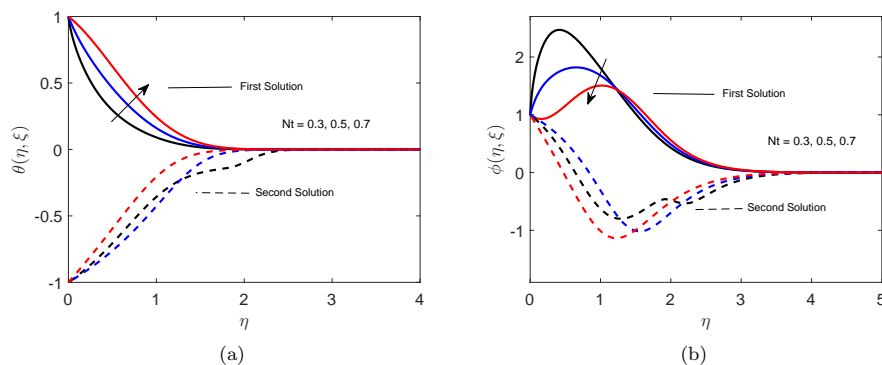 1
0.5
0
-0.5
-1
θ(η, ξ)
First Solution
Nt = 0.3, 0.5, 0.7
Second Solution
0 1 2 3 4
η
(a)
2
1
0
-1
ϕ(η, ξ)
First Solution
Nt = 0.3, 0.5, 0.7
Second Solution
0 1 2 3 4 5
η
(b)